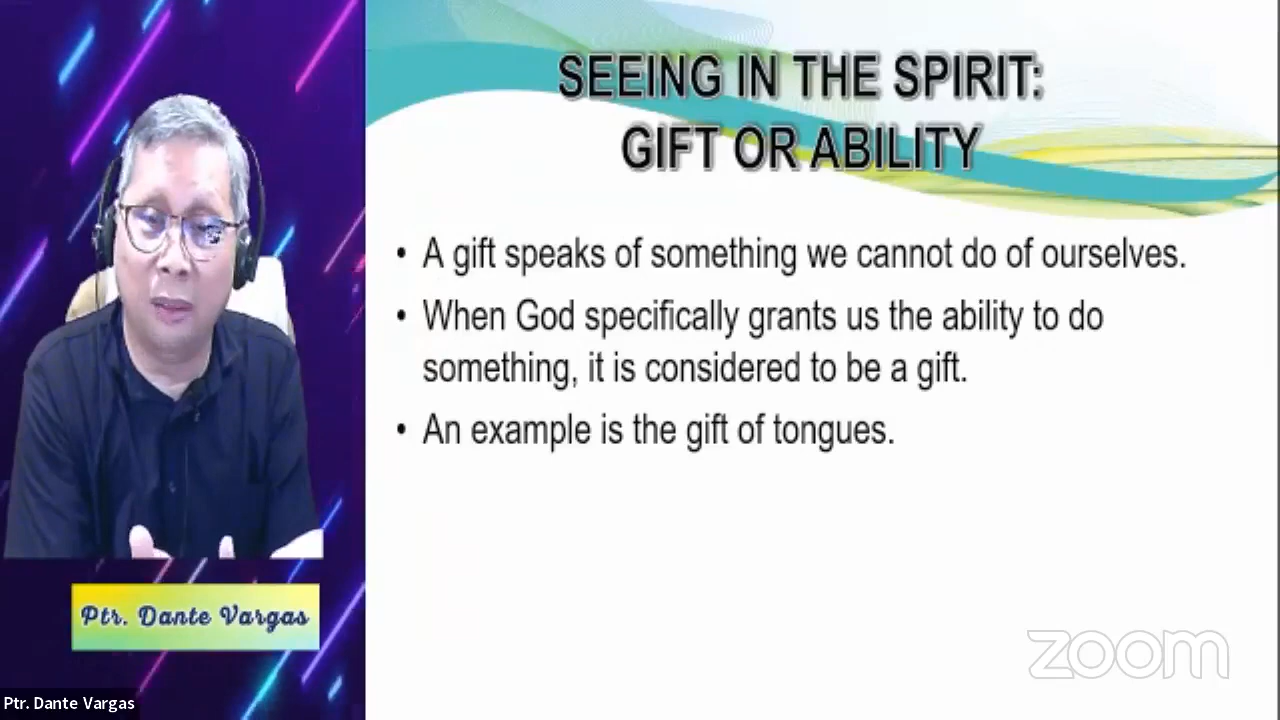 SEEING IN THE SPIRIT:
GIFT OR ABILITY
• A gift speaks of something we cannot do of ourselves.
• When God specifically grants us the ability to do
something, it is considered to be a gift.
• An example is the gift of tongues.
Ptr. Dante Vargas
zoom
Ptr. Dante Vargas